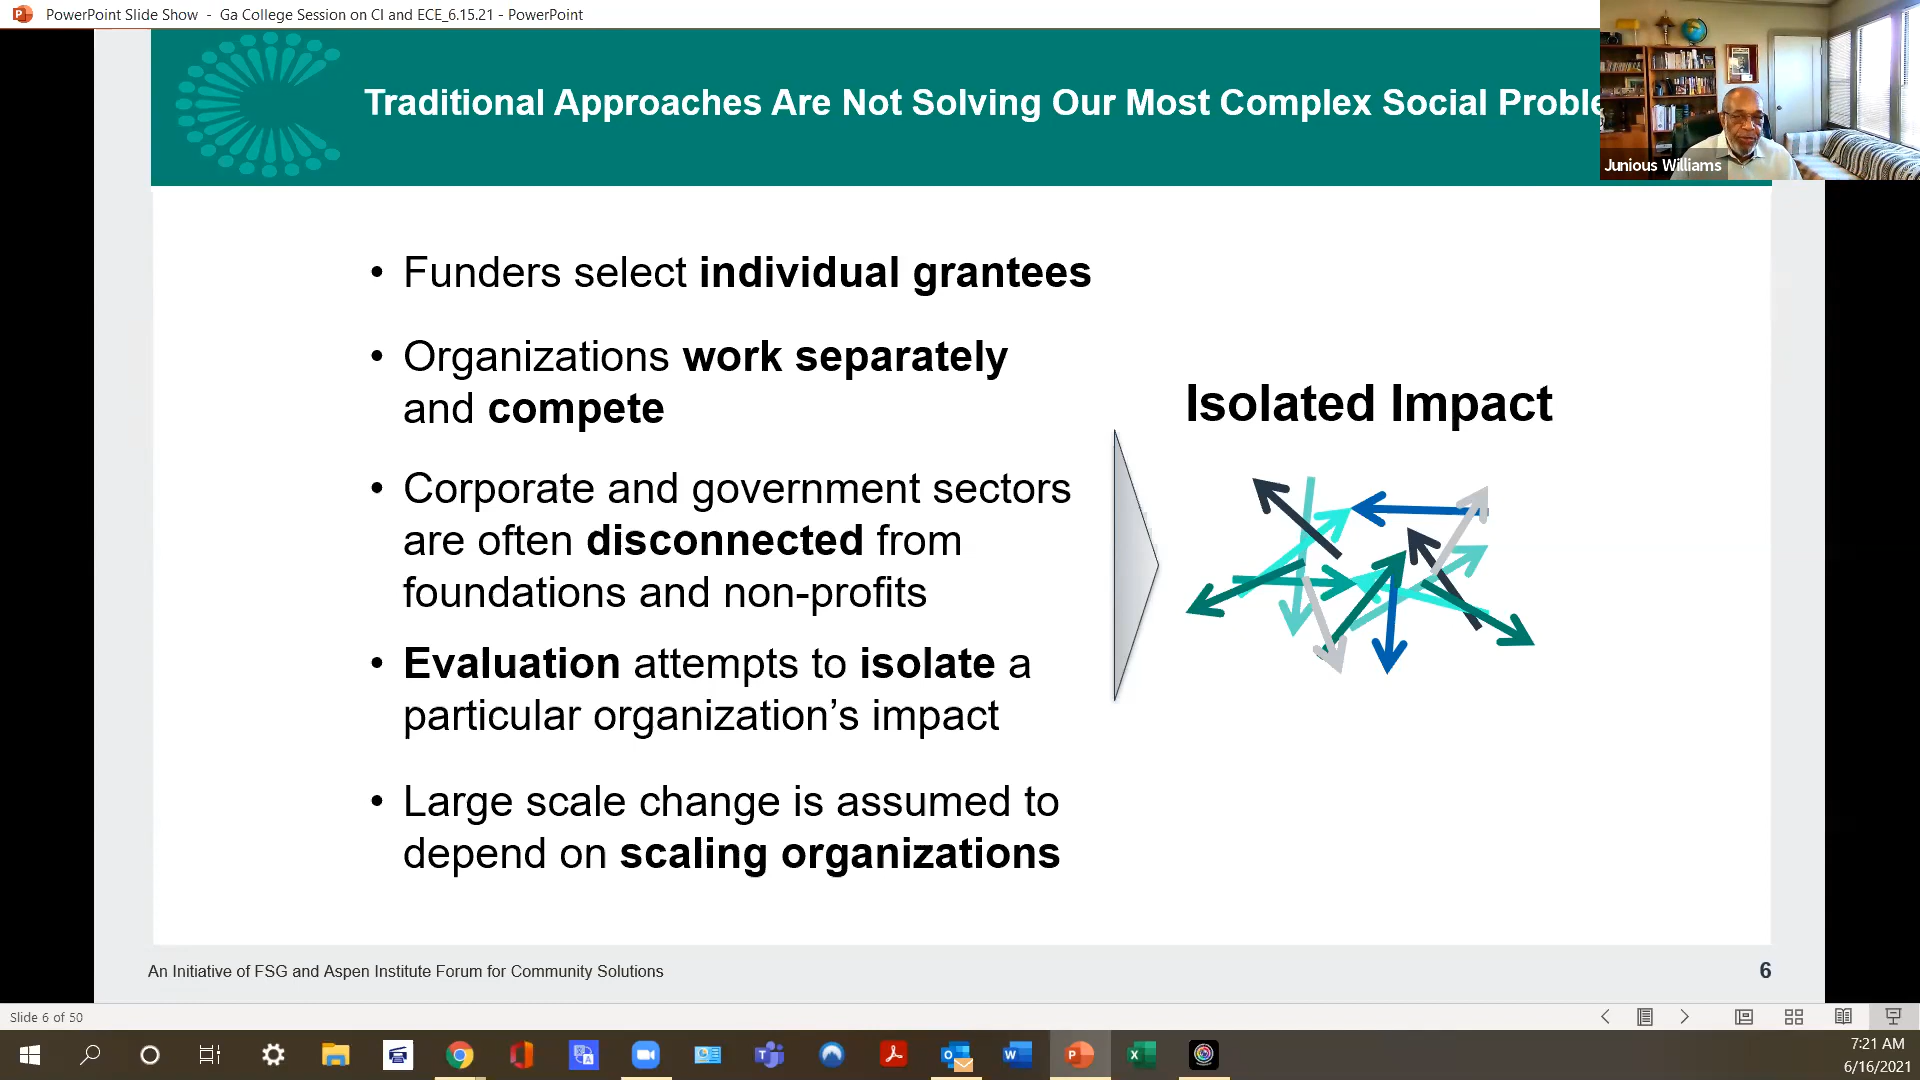 PowerPoint Slide Show - Ga College Session on CI and ECE_6.15.21 - PowerPoint
Traditional Approaches Are Not Solving Our Most Complex Social Proble
Junious Williams
• Funders select individual grantees
• Organizations work separately
and compete
• Corporate and government sectors
are often disconnected from
foundations and non-profits
• Evaluation attempts to isolate a
particular organization’s impact
• Large scale change is assumed to
depend on scaling organizations
Isolated Impact
An Initiative of FSG and Aspen Institute Forum for Community Solutions
6
Slide 6 of 50
7:21 AM
6/16/2021